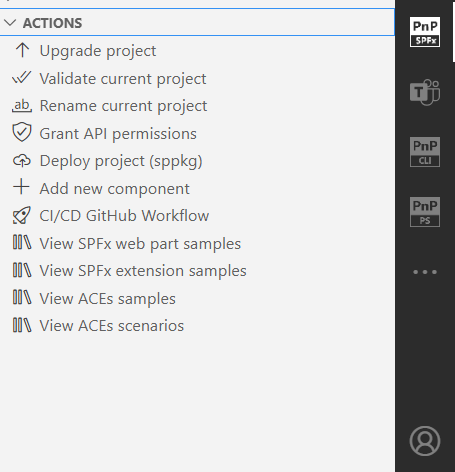 ACTIONS
Upgrade project
Validate current project
Rename current project
Grant API permissions
Deploy project (sppkg)
Add new component
CI/CD GitHub Workflow
View SPFx web part samples
View SPFx extension samples
View ACEs samples
View ACEs scenarios
PnP
SPFx
T
PnP
CLI
PnP
PS